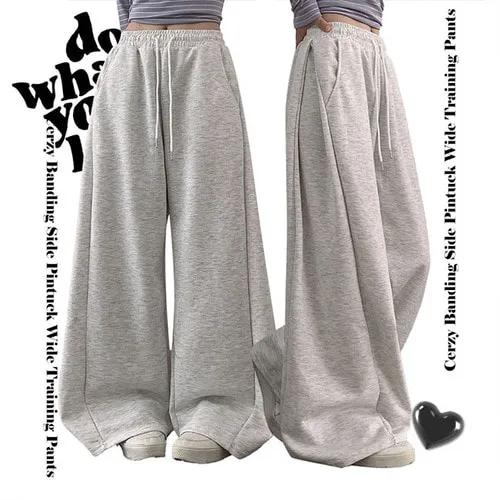 do
wha
yo
l
Cerzy Banding Side Pintuck Wide Training Pants
Cerzy Banding Side Pintuck Wide Training Pants